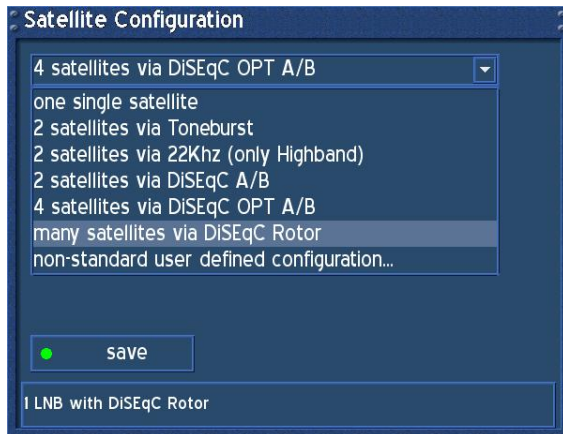 Satellite Configuration
4 satellites via DiSEqC OPT A/B
one single satellite
2 satellites via Toneburst
2 satellites via 22Khz (only Highband)
2 satellites via DiSEqC A/B
4 satellites via DiSEqC OPT A/B
many satellites via DiSEqC Rotor
non-standard user defined configuration...
save
1 LNB with DiSEqC Rotor